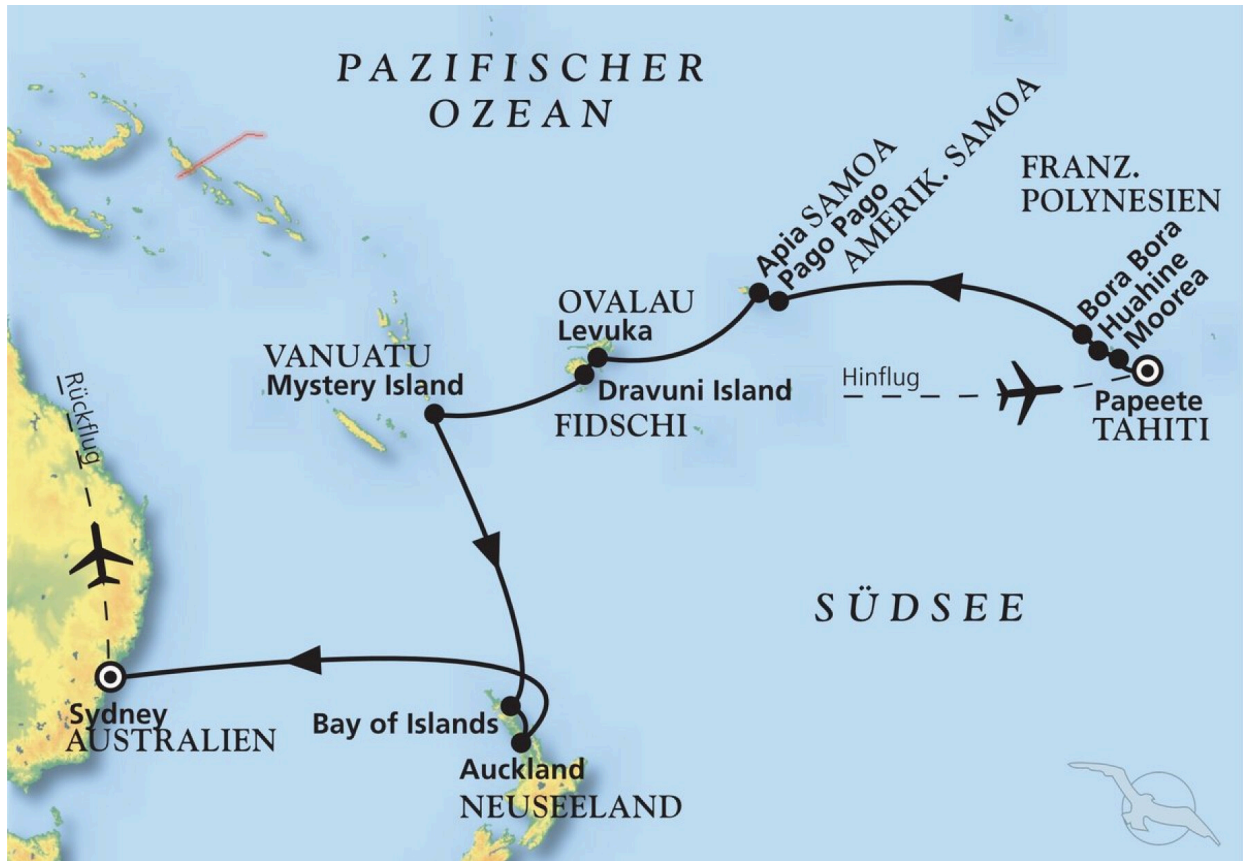 PAZIFISCHER
OZEAN
FRANZ.
POLYNESIEN
Apia SAMOA
Pago Pago
AMERIK. SAMOA
Bora Bora
Huahine
Moorea
OVALAU
Levuka
VANUATU
Mystery Island
Dravuni Island
FIDSCHI
Hinflug
Papeete
TAHITI
Rückflug
SÜDSEE
Sydney
AUSTRALIEN
Bay of Islands
Auckland
NEUSEELAND